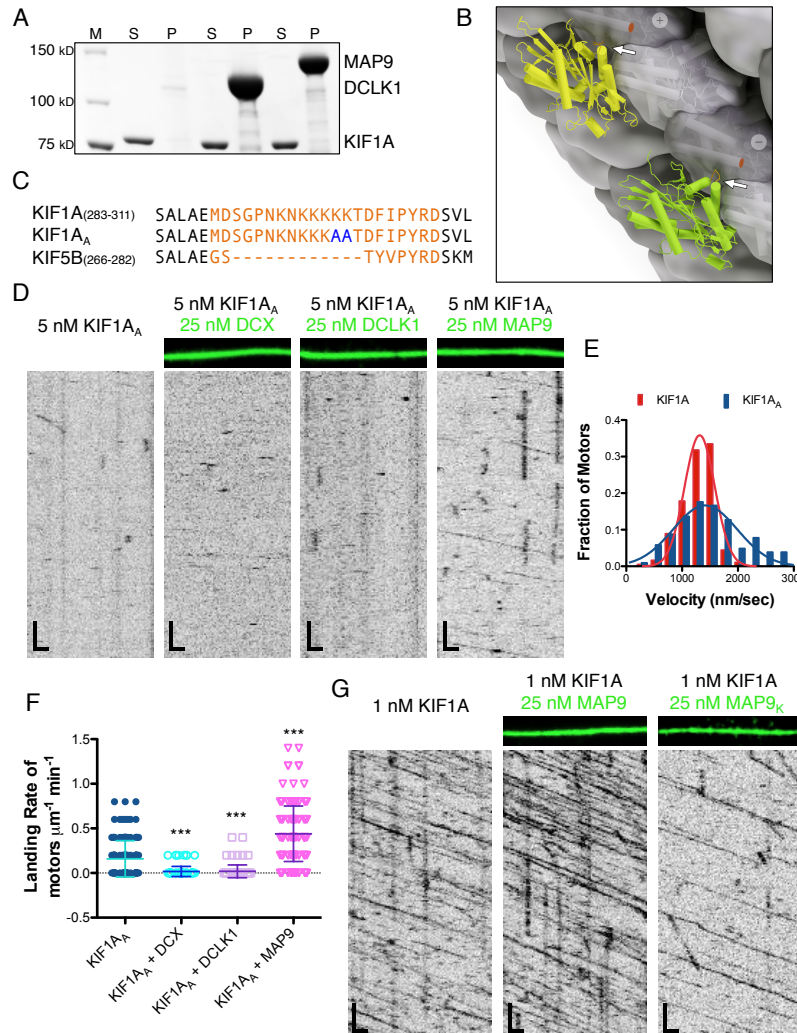 A
M S P S P S P
150 kD
100 kD
75 kD
MAP9
DCLK1
KIF1A
B
+
−
C
KIF1A(283-311) SALAEMDSGPNKNKKKKKTDFIPYRDSVL
KIF1AA SALAEMDSGPNKNKKKAATDFIPYRDSVL
KIF5B(266-282) SALAEGS------------TYVPYRDSKM
D
5 nM KIF1AA
5 nM KIF1AA
25 nM DCX
5 nM KIF1AA
25 nM DCLK1
5 nM KIF1AA
25 nM MAP9
E
KIF1A
KIF1AA
Fraction of Motors
0.4
0.3
0.2
0.1
0.0
0
1000
2000
3000
Velocity (nm/sec)
F
Landing Rate of
motors µm-1 min-1
1.5
1.0
0.5
0.0
-0.5
***
***
***
KIF1AA
KIF1AA + DCX
KIF1AA + DCLK1
KIF1AA + MAP9
G
1 nM KIF1A
1 nM KIF1A
25 nM MAP9
1 nM KIF1A
25 nM MAP9K